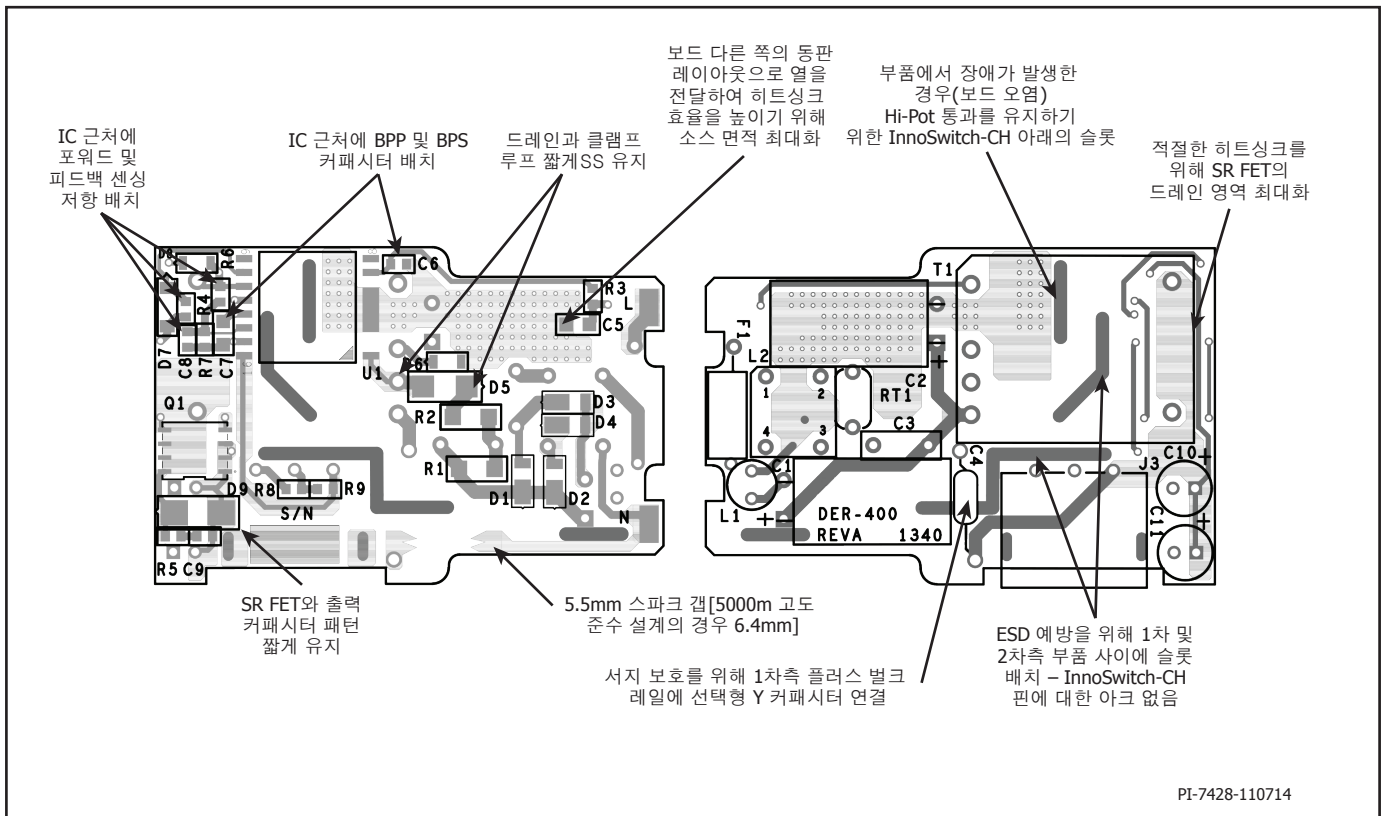 보드 다른 쪽의 동판
레이아웃으로 열을
전달하여 히트싱크
효율을 높이기 위해
소스 면적 최대화
부품에서 장애가 발생한
경우(보드 오염)
Hi-Pot 통과를 유지하기
위한 InnoSwitch-CH 아래의 슬롯
IC 근처에
포워드 및
피드백 센싱
저항 배치
IC 근처에 BPP 및 BPS
커패시터 배치
드레인과 클램프
루프 짧게SS 유지
적절한 히트싱크를
위해 SR FET의
드레인 영역 최대화
D8
R6
C6
R4
D7
C8
R7
C7
U1
R3
L
C5
D6
D5
R2
D3
D4
Q1
R1
D9
R8
R9
D1
D2
S/N
N
R5
C9
T1
F1
L2
1
2
4
3
C2
RT1
C3
C4
C1
L1
+
+
DER-400
REVA 1340
J3
C10
+
C11
+
SR FET와 출력
커패시터 패턴
짧게 유지
5.5mm 스파크 갭[5000m 고도
준수 설계의 경우 6.4mm]
서지 보호를 위해 1차측 플러스 벌크
레일에 선택형 Y 커패시터 연결
ESD 예방을 위해 1차 및
2차측 부품 사이에 슬롯
배치 – InnoSwitch-CH
핀에 대한 아크 없음
PI-7428-110714